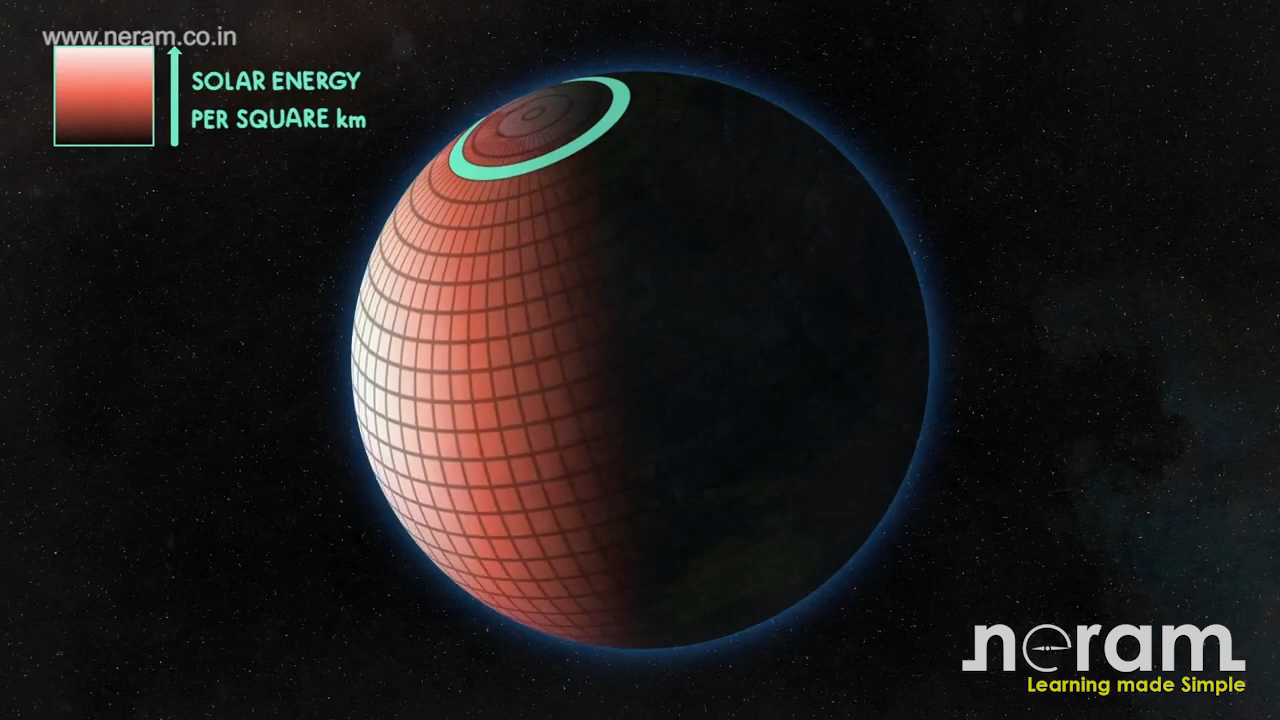 www.neram.co.in
SOLAR ENERGY
PER SQUARE km
neram
Learning made Simple